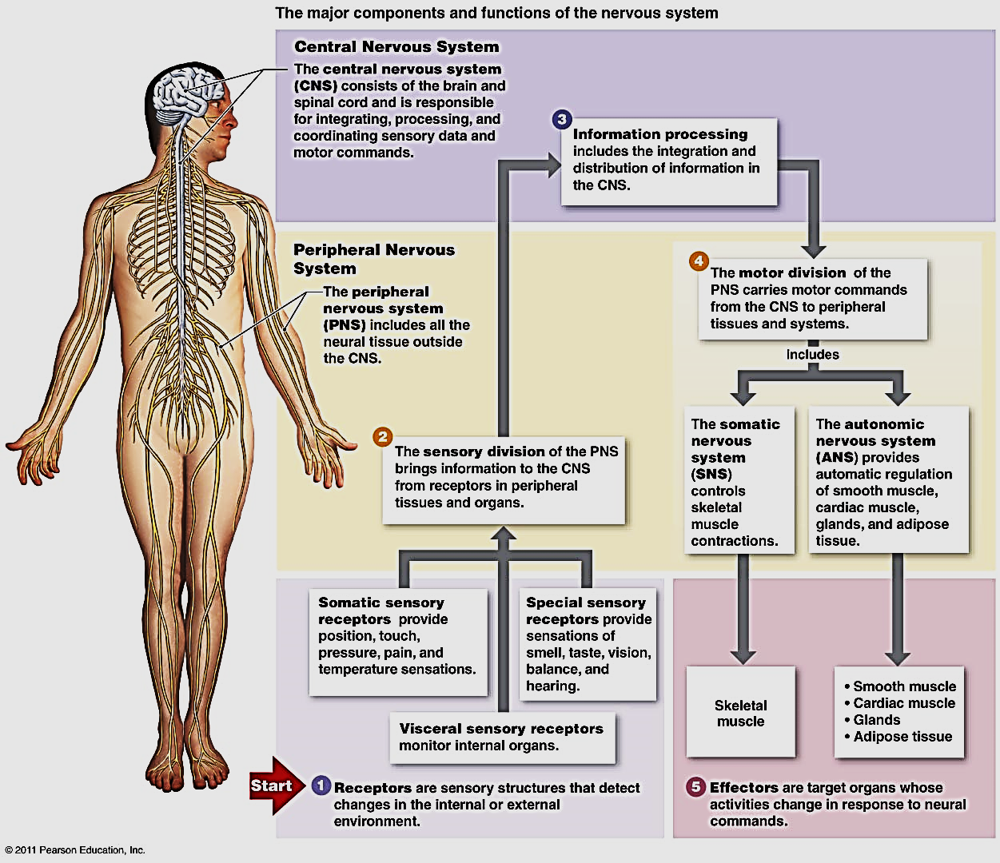 The major components and functions of the nervous system
Central Nervous System
The central nervous system
(CNS) consists of the brain and
spinal cord and is responsible
for integrating, processing, and
coordinating sensory data and
motor commands.
3
Information processing
includes the integration and
distribution of information in
the CNS.
Peripheral Nervous
System
The peripheral
nervous system
(PNS) includes all the
neural tissue outside
the CNS.
4
The motor division of the
PNS carries motor commands
from the CNS to peripheral
tissues and systems.
Includes
2
The sensory division of the PNS
brings information to the CNS
from receptors in peripheral
tissues and organs.
The somatic
nervous
system
(SNS)
controls
skeletal
muscle
contractions.
The autonomic
nervous system
(ANS) provides
automatic regulation
of smooth muscle,
cardiac muscle,
glands, and adipose
tissue.
Somatic sensory
receptors provide
position, touch,
pressure, pain, and
temperature sensations.
Special sensory
receptors provide
sensations of
smell, taste, vision,
balance, and
hearing.
Visceral sensory receptors
monitor internal organs.
Skeletal
muscle
• Smooth muscle
• Cardiac muscle
• Glands
• Adipose tissue
Start
1
Receptors are sensory structures that detect
changes in the internal or external
environment.
5
Effectors are target organs whose
activities change in response to neural
commands.
© 2011 Pearson Education, Inc.